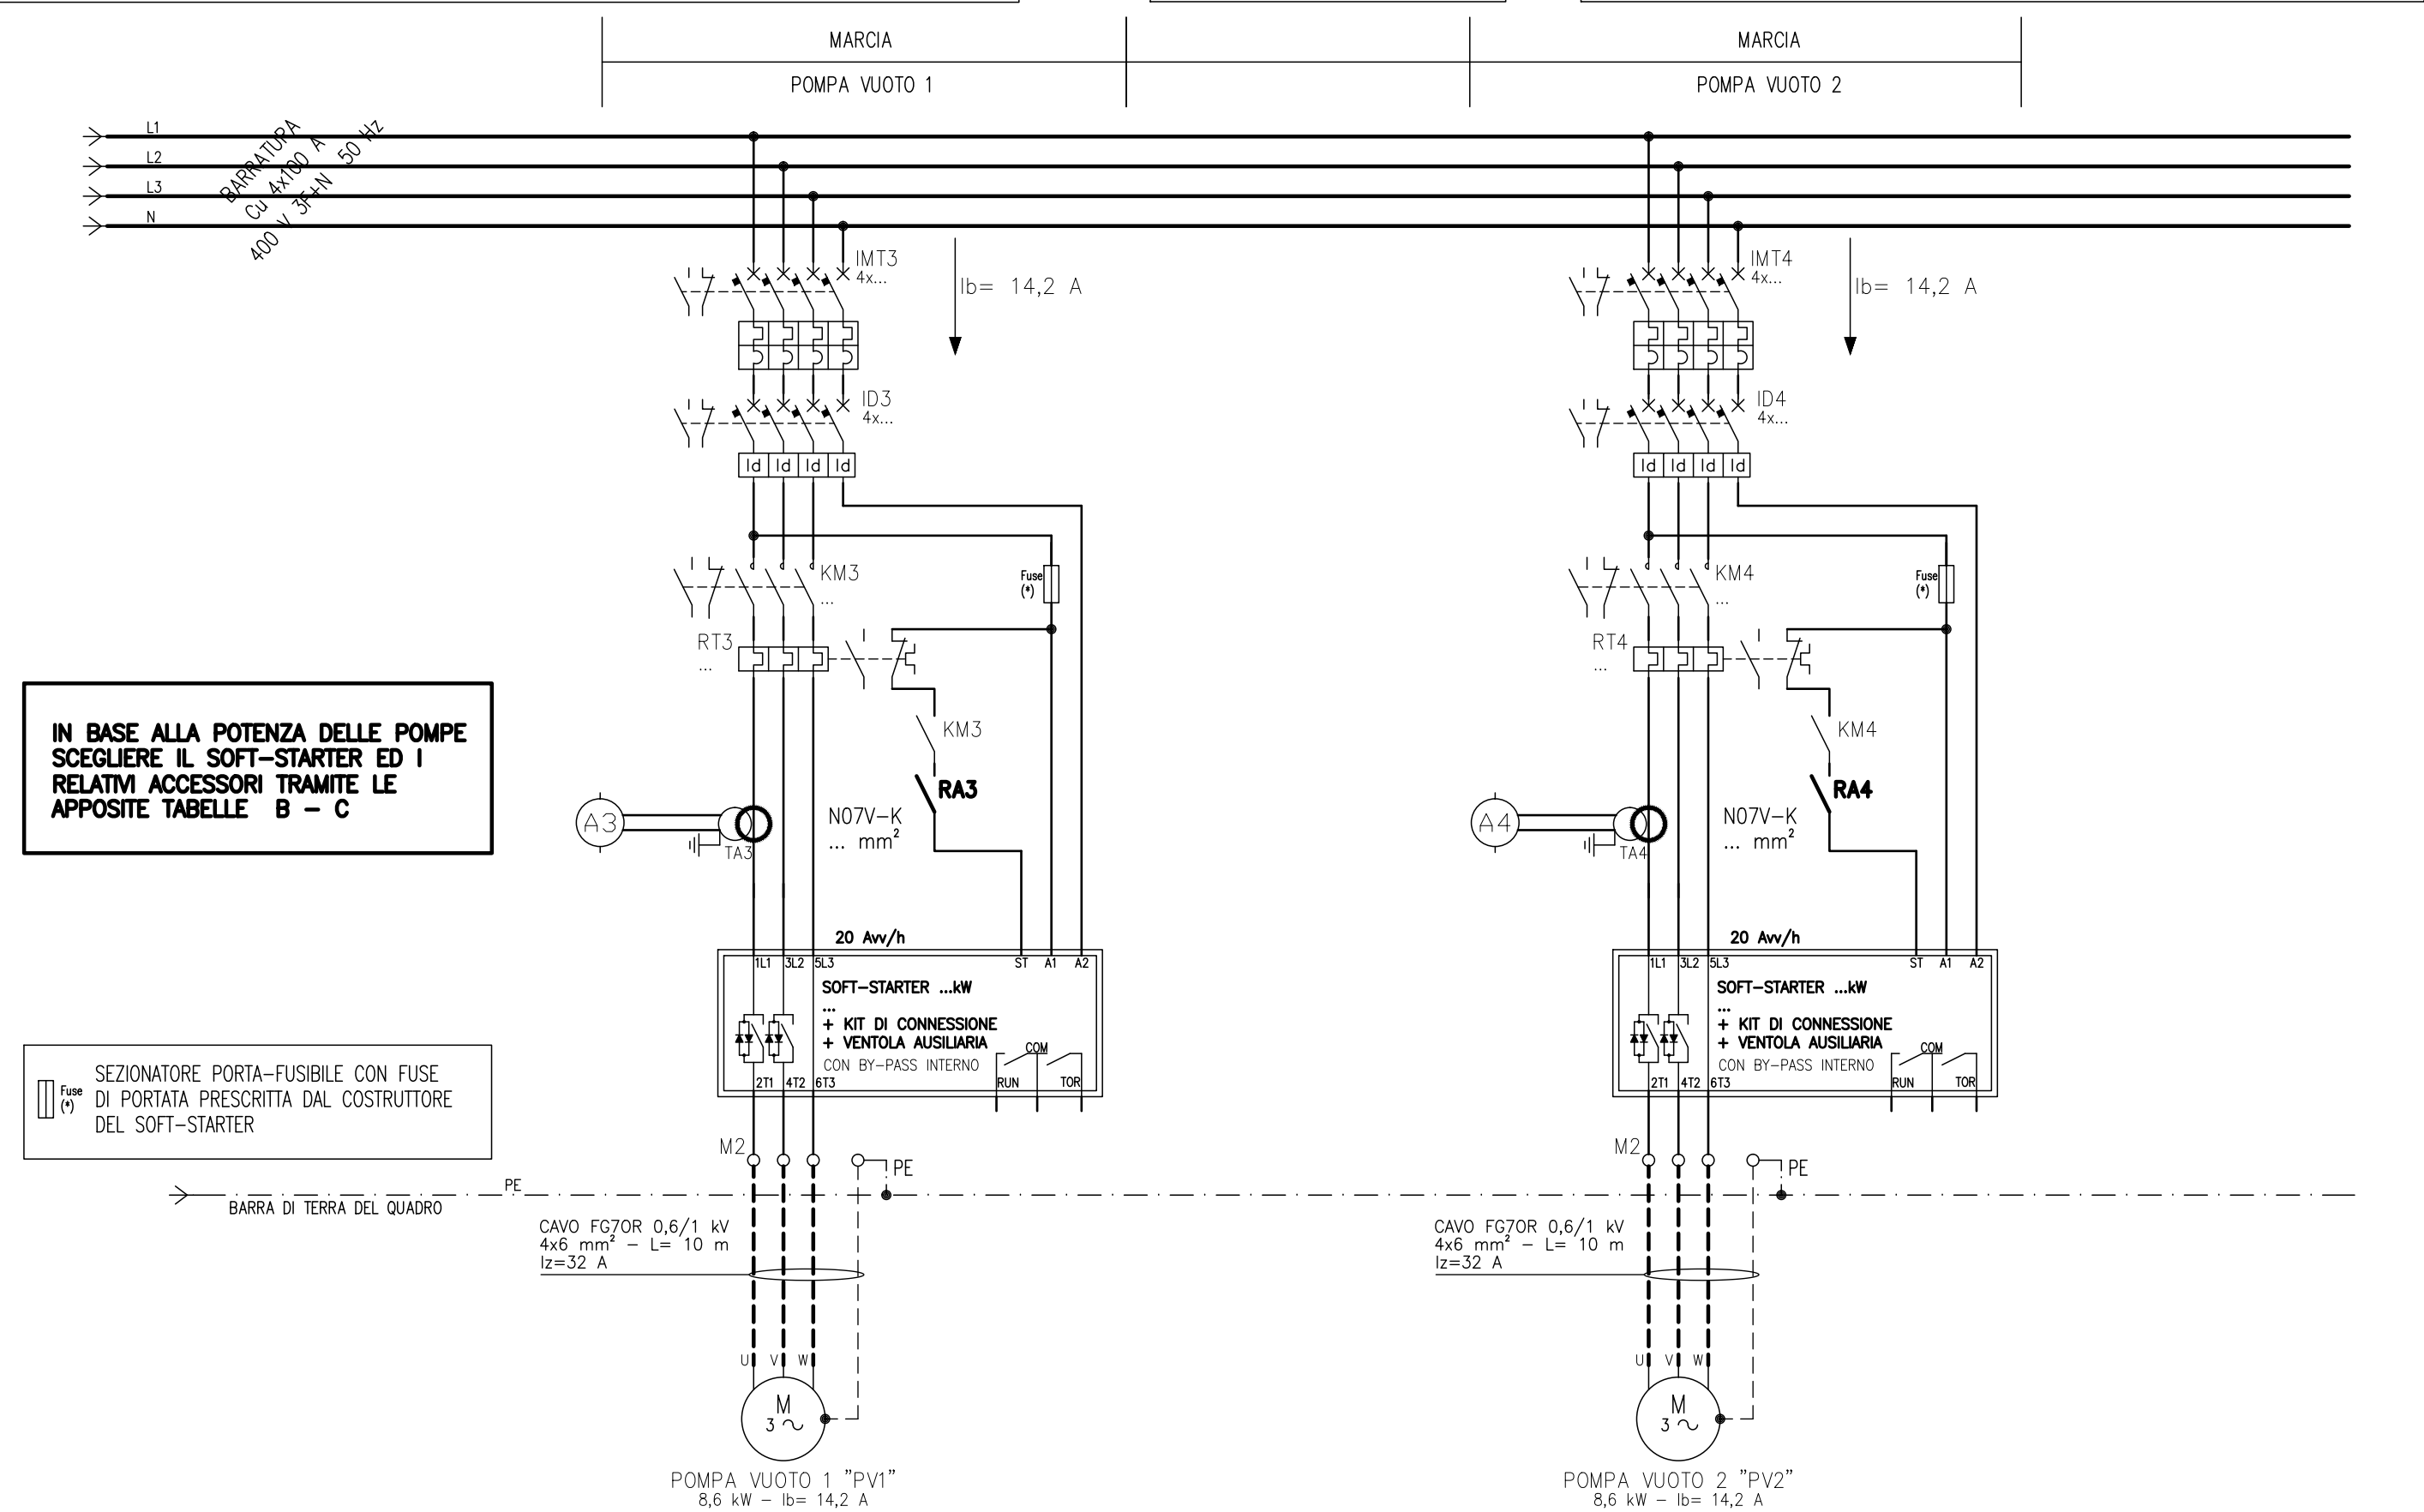 MARCIA
POMPA VUOTO 1
MARCIA
POMPA VUOTO 2
L1
L2
L3
N
BARRATURA
Cu 4x100 A
400 V 3F+N 50 Hz
IMT3
4x...
Ib= 14,2 A
ID3
4x...
Id Id Id Id
KM3
...
Fuse
(*)
RT3
...
KM3
RA3
A3
TA3
N07V-K
... mm²
20 Avv/h
1L1 3L2 5L3 ST A1 A2
SOFT-STARTER ...kW
...
+ KIT DI CONNESSIONE
+ VENTOLA AUSILIARIA
CON BY-PASS INTERNO
COM
2T1 4T2 6T3 RUN TOR
M2
PE
CAVO FG7OR 0,6/1 kV
4x6 mm² - L= 10 m
Iz=32 A
U V W
M
3~
POMPA VUOTO 1 "PV1"
8,6 kW - Ib= 14,2 A
IMT4
4x...
Ib= 14,2 A
ID4
4x...
Id Id Id Id
KM4
...
Fuse
(*)
RT4
...
KM4
RA4
A4
TA4
N07V-K
... mm²
20 Avv/h
1L1 3L2 5L3 ST A1 A2
SOFT-STARTER ...kW
...
+ KIT DI CONNESSIONE
+ VENTOLA AUSILIARIA
CON BY-PASS INTERNO
COM
2T1 4T2 6T3 RUN TOR
M2
PE
CAVO FG7OR 0,6/1 kV
4x6 mm² - L= 10 m
Iz=32 A
U V W
M
3~
POMPA VUOTO 2 "PV2"
8,6 kW - Ib= 14,2 A
IN BASE ALLA POTENZA DELLE POMPE
SCEGLIERE IL SOFT-STARTER ED I
RELATIVI ACCESSORI TRAMITE LE
APPOSITE TABELLE B - C
Fuse
(*)
SEZIONATORE PORTA-FUSIBILE CON FUSE
DI PORTATA PRESCRITTA DAL COSTRUTTORE
DEL SOFT-STARTER
PE
BARRA DI TERRA DEL QUADRO